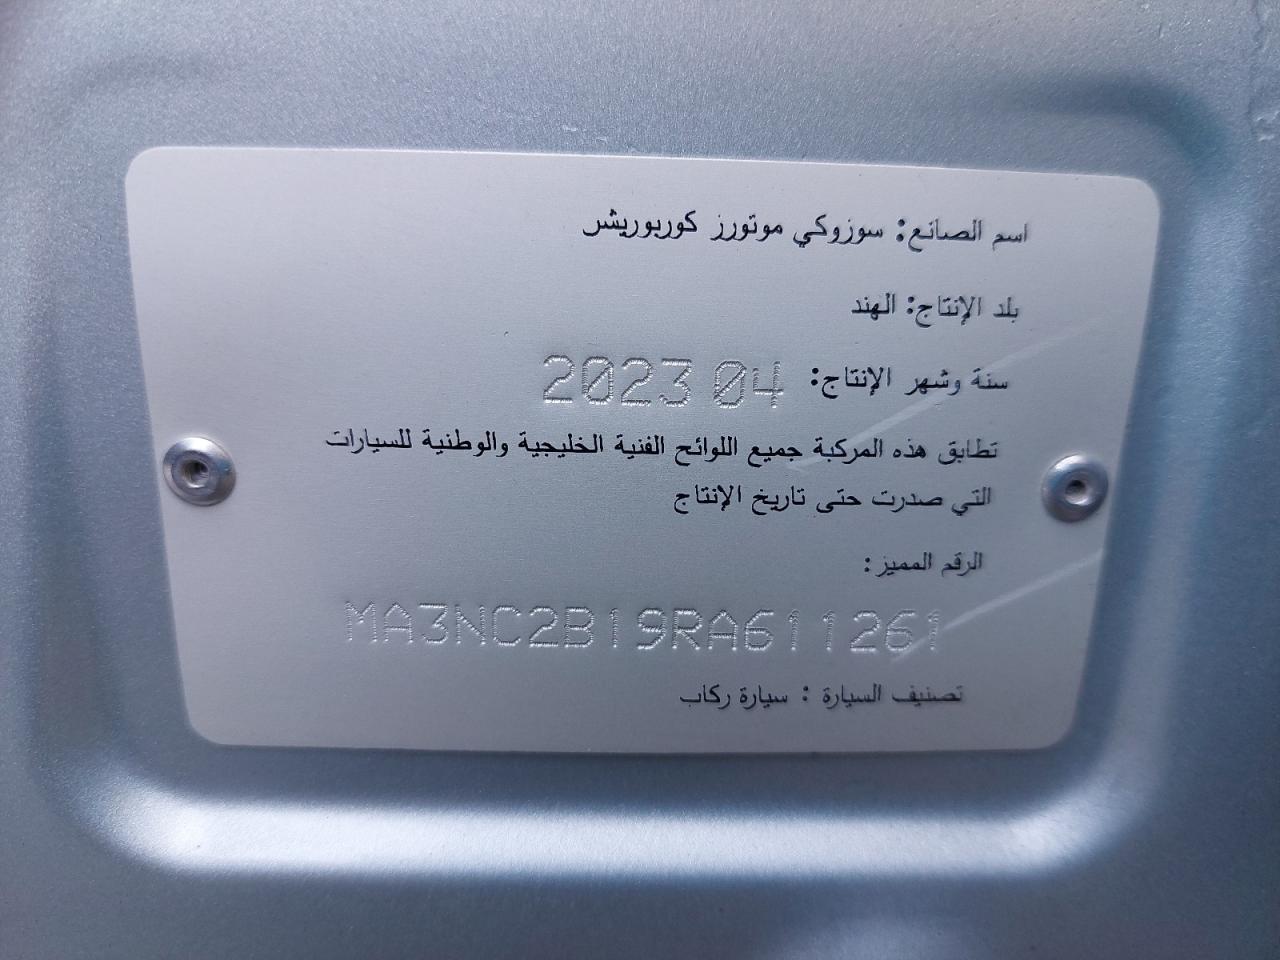 اسم الصانع: سوزوكي موتورز كوربوريشر
بلد الإنتاج: الهند
سنة وشهر الإنتاج: 2023 04
تطابق هذه المركبة جميع اللوائح الفنية الخليجية والوطنية للسيارات
التي صدرت حتى تاريخ الإنتاج
الرقم المميز:
MA3NC2B19RA611261
تصنيف السيارة : سيارة ركاب